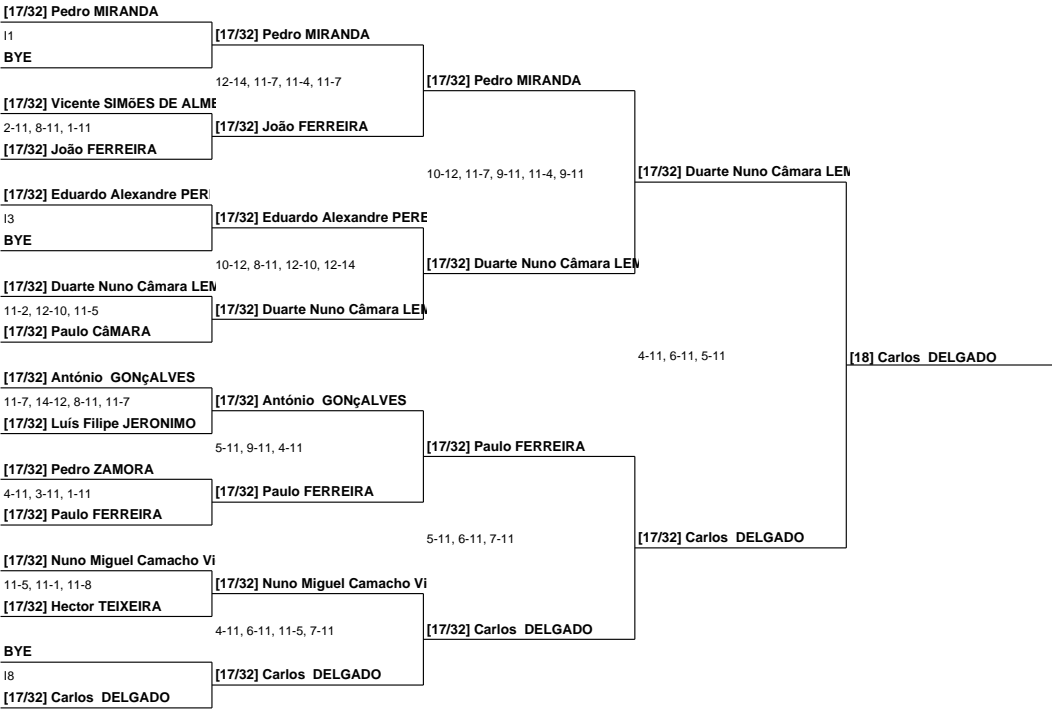 [17/32] Pedro MIRANDA
I1
BYE
[17/32] Vicente SIMõES DE ALME
2-11, 8-11, 1-11
[17/32] João FERREIRA
[17/32] Eduardo Alexandre PER
I3
BYE
[17/32] Duarte Nuno Câmara LEM
11-2, 12-10, 11-5
[17/32] Paulo CâMARA
[17/32] António  GONçALVES
11-7, 14-12, 8-11, 11-7
[17/32] Luís Filipe JERONIMO
[17/32] Pedro ZAMORA
4-11, 3-11, 1-11
[17/32] Paulo FERREIRA
[17/32] Nuno Miguel Camacho Vi
11-5, 11-1, 11-8
[17/32] Hector TEIXEIRA
BYE
I8
[17/32] Carlos  DELGADO
[17/32] Pedro MIRANDA
12-14, 11-7, 11-4, 11-7
[17/32] João FERREIRA
[17/32] Eduardo Alexandre PERE
10-12, 8-11, 12-10, 12-14
[17/32] Duarte Nuno Câmara LEM
[17/32] António  GONçALVES
5-11, 9-11, 4-11
[17/32] Paulo FERREIRA
[17/32] Nuno Miguel Camacho Vi
4-11, 6-11, 11-5, 7-11
[17/32] Carlos  DELGADO
[17/32] Pedro MIRANDA
10-12, 11-7, 9-11, 11-4, 9-11
[17/32] Duarte Nuno Câmara LEM
[17/32] Paulo FERREIRA
5-11, 6-11, 7-11
[17/32] Carlos  DELGADO
[17/32] Duarte Nuno Câmara LEM
4-11, 6-11, 5-11
[17/32] Carlos  DELGADO
[18] Carlos  DELGADO